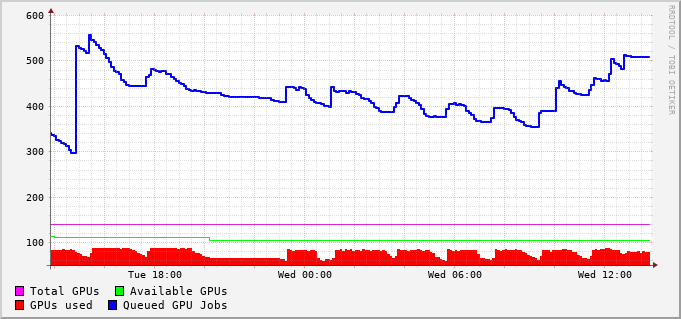 600
500
400
300
200
100
Tue 18:00 Wed 00:00 Wed 06:00 Wed 12:00
Total GPUs Available GPUs
GPUs used Queued GPU Jobs
RRDTOOL / TOBI OETIKER